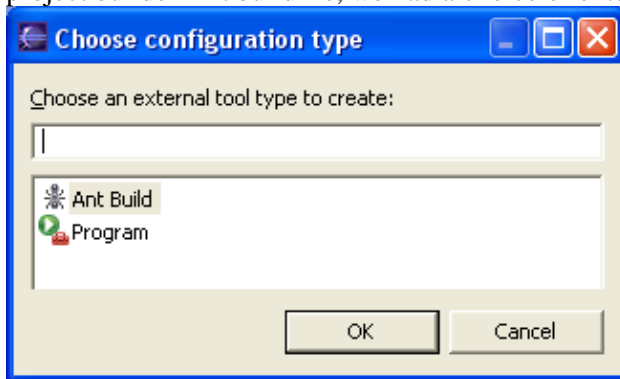 Choose configuration type
Choose an external tool type to create:
Ant Build
Program
OK
Cancel